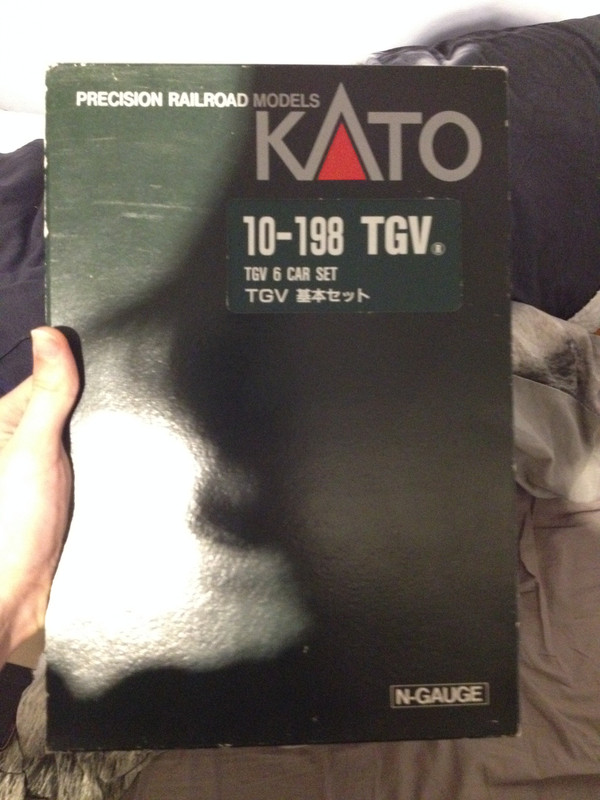 PRECISION RAILROAD MODELS
KATO
10-198 TGV®
TGV 6 CAR SET
TGV 基本セット
N-GAUGE